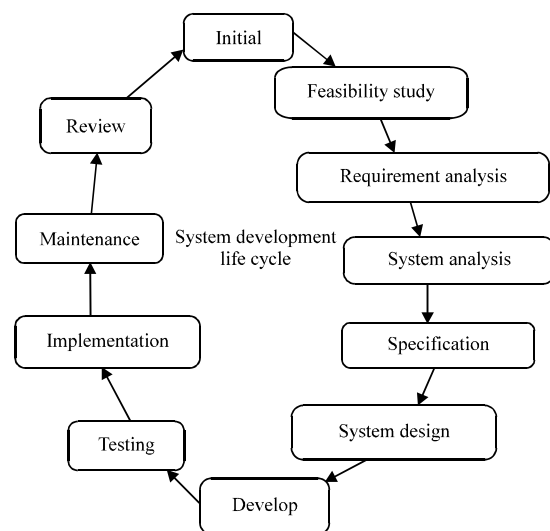 Initial
Feasibility study
Requirement analysis
System analysis
Specification
System design
Develop
Testing
Implementation
Maintenance
Review
System development
life cycle